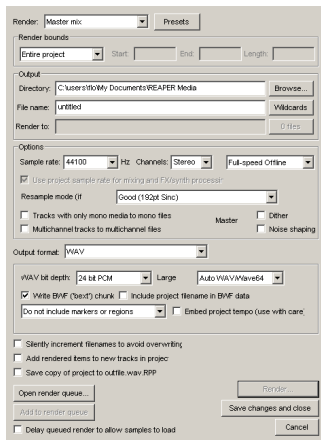 Render: Master mix Presets
Render bounds
Entire project Start: End: Length:
Output
Directory: C:\users\flo\My Documents\REAPER Media Browse...
File name: untitled Wildcards
Render to: 0 files
Options
Sample rate: 44100 Hz Channels: Stereo Full-speed Offline
Use project sample rate for mixing and FX/synth processin
Resample mode (If Good (192pt Sinc)
Tracks with only mono media to mono files Master Dither
Multichannel tracks to multichannel files Noise shaping
Output format: WAV
WAV bit depth: 24 bit PCM Large Auto WAV/Wave64
Write BWF ('bext') chunk Include project filename in BWF data
Do not include markers or regions Embed project tempo (use with care)
Silently increment filenames to avoid overwriting
Add rendered items to new tracks in projec
Save copy of project to outfile.wav.RPP
Open render queue... Render...
Add to render queue Save changes and close
Delay queued render to allow samples to load Cancel